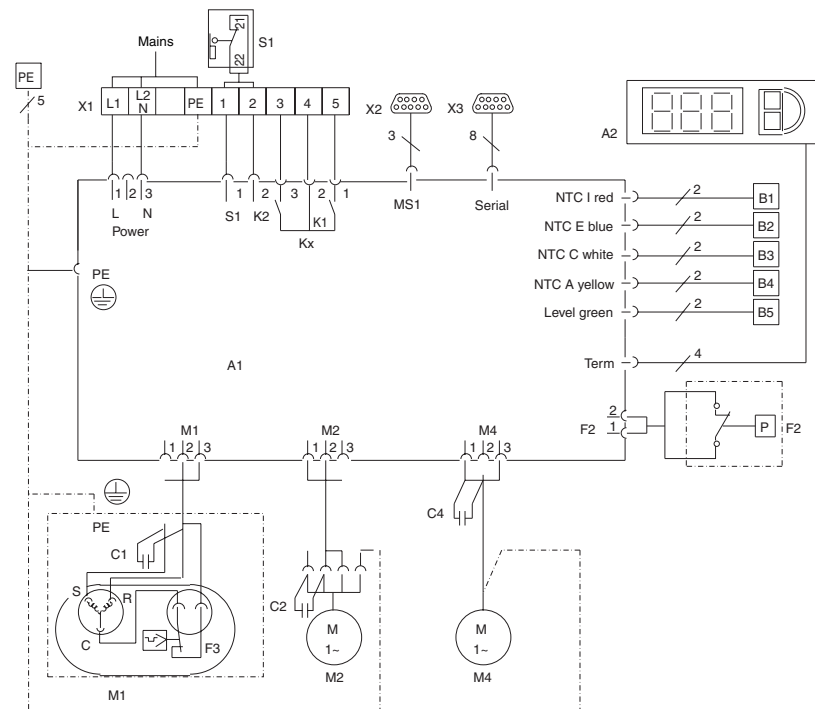 Mains
21
22
S1
PE
5
X1
L1
L2
N
PE
1
2
3
4
5
X2
X3
3
8
A2
1 2 3
L N
Power
1
S1
2
K2
3
2
K1
1
Kx
MS1
Serial
NTC I red
2
B1
NTC E blue
2
B2
NTC C white
2
B3
NTC A yellow
2
B4
Level green
2
B5
Term
4
PE
A1
2
1
F2
P
F2
M1
1 2 3
M2
1 2 3
M4
1 2 3
PE
C1
S
R
C
F3
M1
C2
M
1~
M2
C4
M
1~
M4